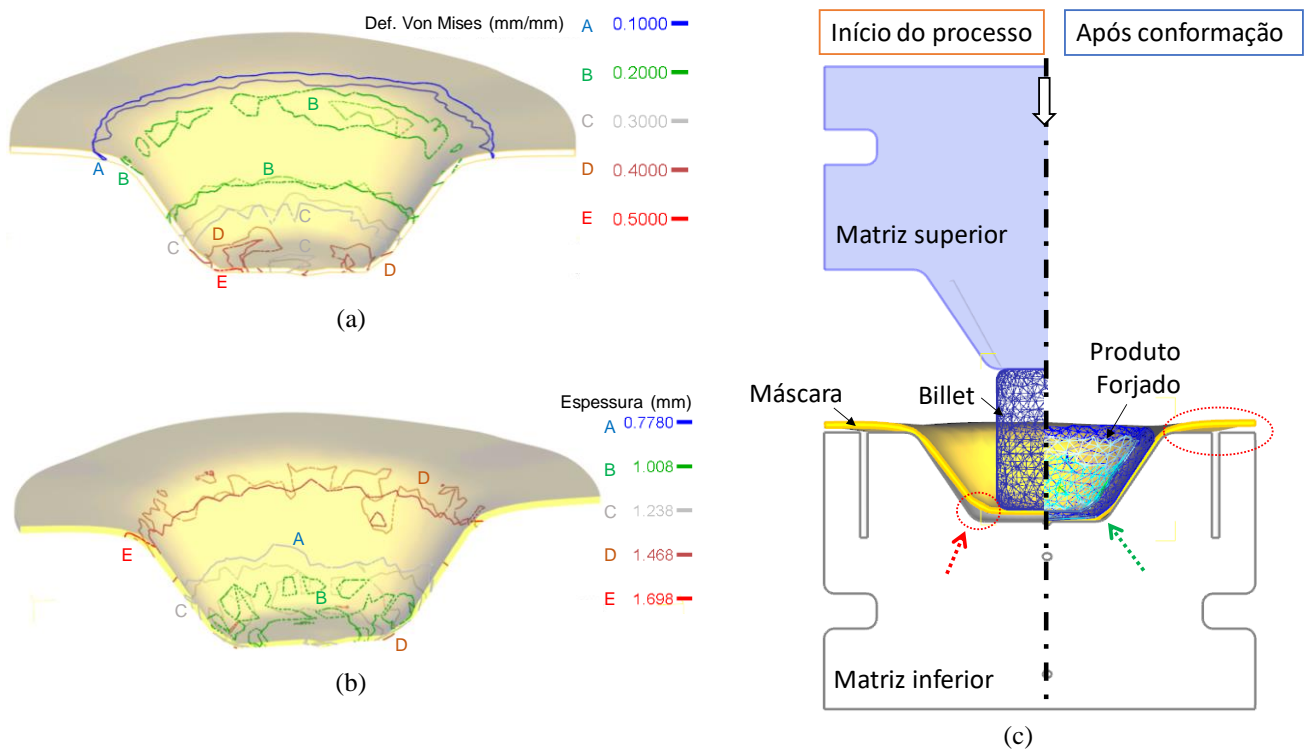 Def. Von Mises (mm/mm)
A 0.1000
B 0.2000
C 0.3000
D 0.4000
E 0.5000
B
A
B
B
C
C
D
C
E
D
(a)
Espessura (mm)
A 0.7780
B 1.008
C 1.238
D 1.468
E 1.698
D
E
A
B
C
D
(b)
Início do processo
Após conformação
Matriz superior
Produto
Forjado
Máscara
Billet
Matriz inferior
(c)